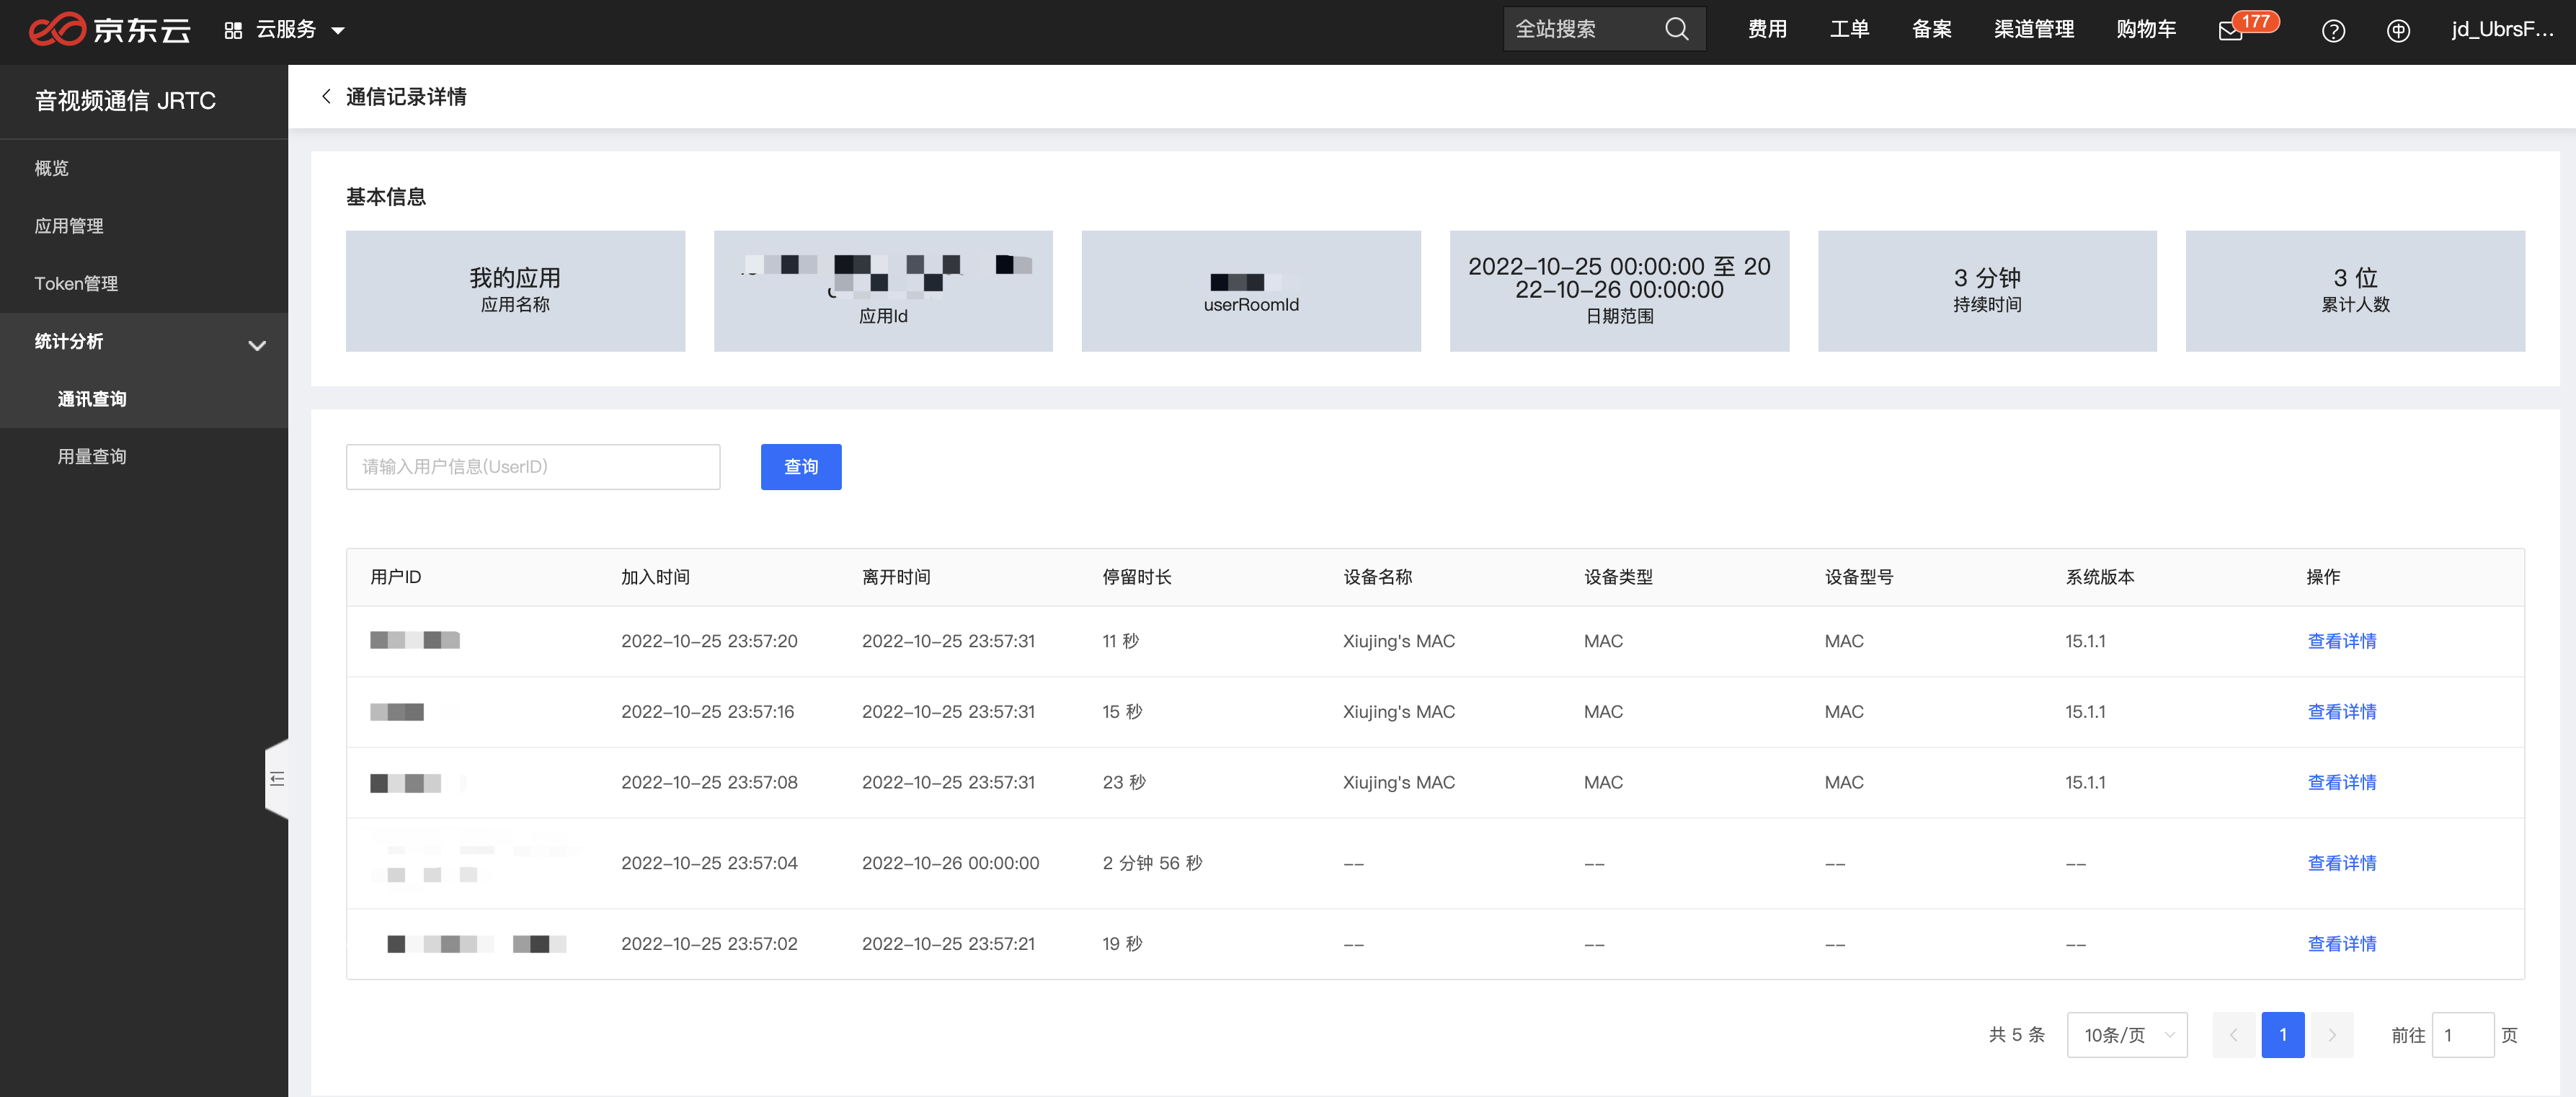 京东云 云服务 全站搜索 费用 工单 备案 渠道管理 购物车 177 jd_UbrsF...
音视频通信 JRTC
概览
应用管理
Token管理
统计分析
通讯查询
用量查询
通信记录详情
基本信息
我的应用
应用名称
应用Id
userRoomId
2022-10-25 00:00:00 至 20
22-10-26 00:00:00
日期范围
3 分钟
持续时间
3 位
累计人数
请输入用户信息(UserID) 查询
用户ID 加入时间 离开时间 停留时长 设备名称 设备类型 设备型号 系统版本 操作
2022-10-25 23:57:20 2022-10-25 23:57:31 11 秒 Xiujing's MAC MAC MAC 15.1.1 查看详情
2022-10-25 23:57:16 2022-10-25 23:57:31 15 秒 Xiujing's MAC MAC MAC 15.1.1 查看详情
2022-10-25 23:57:08 2022-10-25 23:57:31 23 秒 Xiujing's MAC MAC MAC 15.1.1 查看详情
2022-10-25 23:57:04 2022-10-26 00:00:00 2 分钟 56 秒 -- -- -- -- 查看详情
2022-10-25 23:57:02 2022-10-25 23:57:21 19 秒 -- -- -- -- 查看详情
共 5 条 10条/页 1 前往 1 页